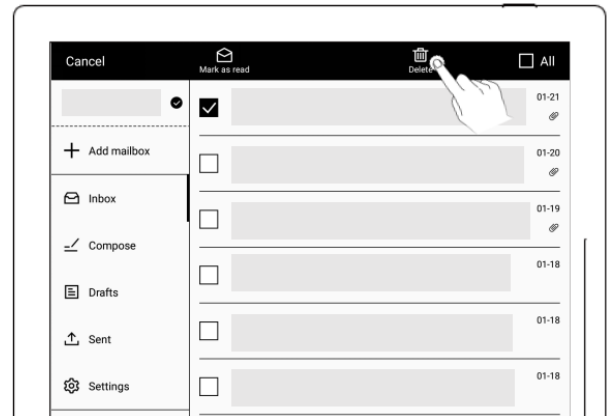 Cancel
Mark as read
Delete
All
Add mailbox
Inbox
Compose
Drafts
Sent
Settings
01-21
01-20
01-19
01-18
01-18
01-18